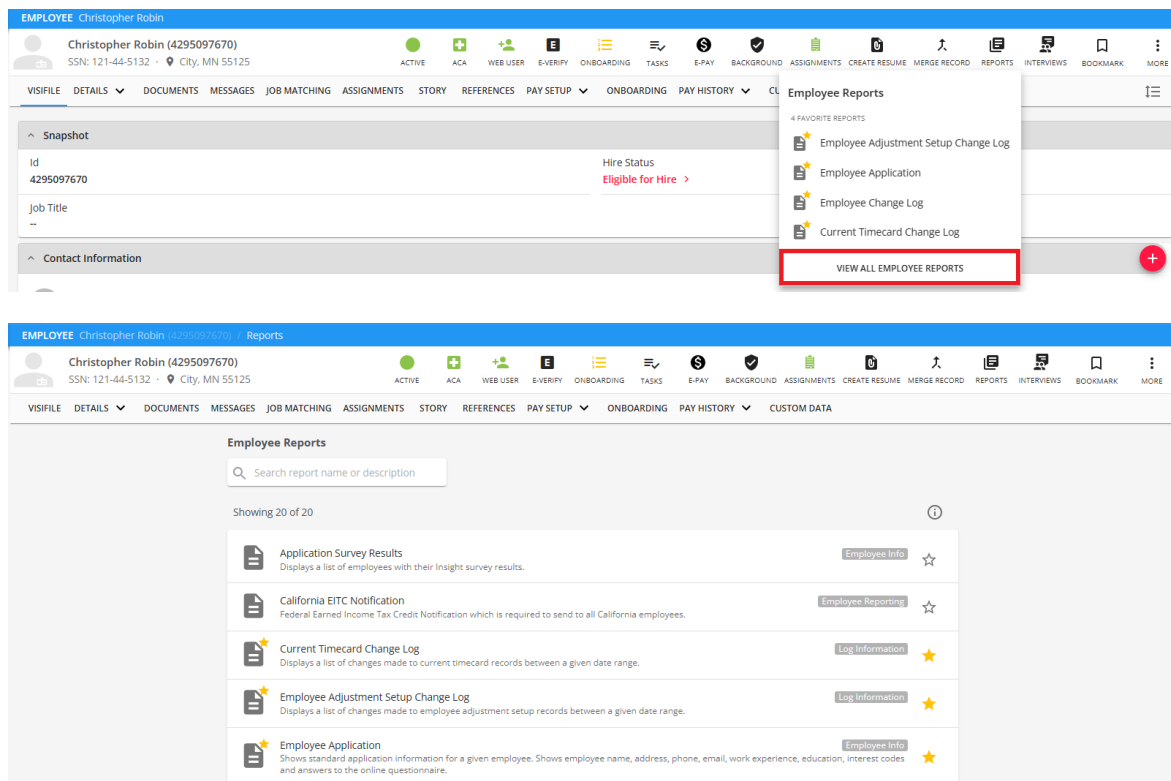 EMPLOYEE Christopher Robin
Christopher Robin (4295097670)
SSN: 121-44-5132 · City, MN 55125
ACTIVE ACA WEB USER E-VERIFY ONBOARDING TASKS E-PAY BACKGROUND ASSIGNMENTS CREATE RESUME MERGE RECORD REPORTS INTERVIEWS BOOKMARK MORE
VISIFILE DETAILS DOCUMENTS MESSAGES JOB MATCHING ASSIGNMENTS STORY REFERENCES PAY SETUP ONBOARDING PAY HISTORY CU
Employee Reports
4 FAVORITE REPORTS
Employee Adjustment Setup Change Log
Employee Application
Employee Change Log
Current Timecard Change Log
VIEW ALL EMPLOYEE REPORTS
Snapshot
Id
4295097670
Hire Status
Eligible for Hire
Job Title
--
Contact Information
EMPLOYEE Christopher Robin (4295097670) / Reports
Christopher Robin (4295097670)
SSN: 121-44-5132 · City, MN 55125
ACTIVE ACA WEB USER E-VERIFY ONBOARDING TASKS E-PAY BACKGROUND ASSIGNMENTS CREATE RESUME MERGE RECORD REPORTS INTERVIEWS BOOKMARK MORE
VISIFILE DETAILS DOCUMENTS MESSAGES JOB MATCHING ASSIGNMENTS STORY REFERENCES PAY SETUP ONBOARDING PAY HISTORY CUSTOM DATA
Employee Reports
Search report name or description
Showing 20 of 20
Application Survey Results
Employee Info
Displays a list of employees with their Insight survey results.
California EITC Notification
Employee Reporting
Federal Earned Income Tax Credit Notification which is required to send to all California employees.
Current Timecard Change Log
Log Information
Displays a list of changes made to current timecard records between a given date range.
Employee Adjustment Setup Change Log
Log Information
Displays a list of changes made to employee adjustment setup records between a given date range.
Employee Application
Employee Info
Shows standard application information for a given employee. Shows employee name, address, phone, email, work experience, education, interest codes
and answers to the online questionnaire.